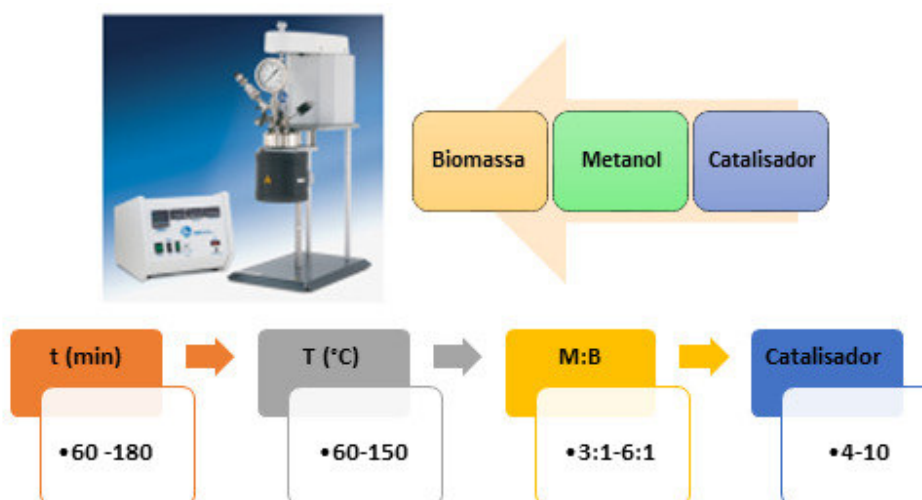 Biomassa
Metanol
Catalisador
t (min)
T (°C)
M:B
Catalisador
•60 -180
•60-150
•3:1-6:1
•4-10